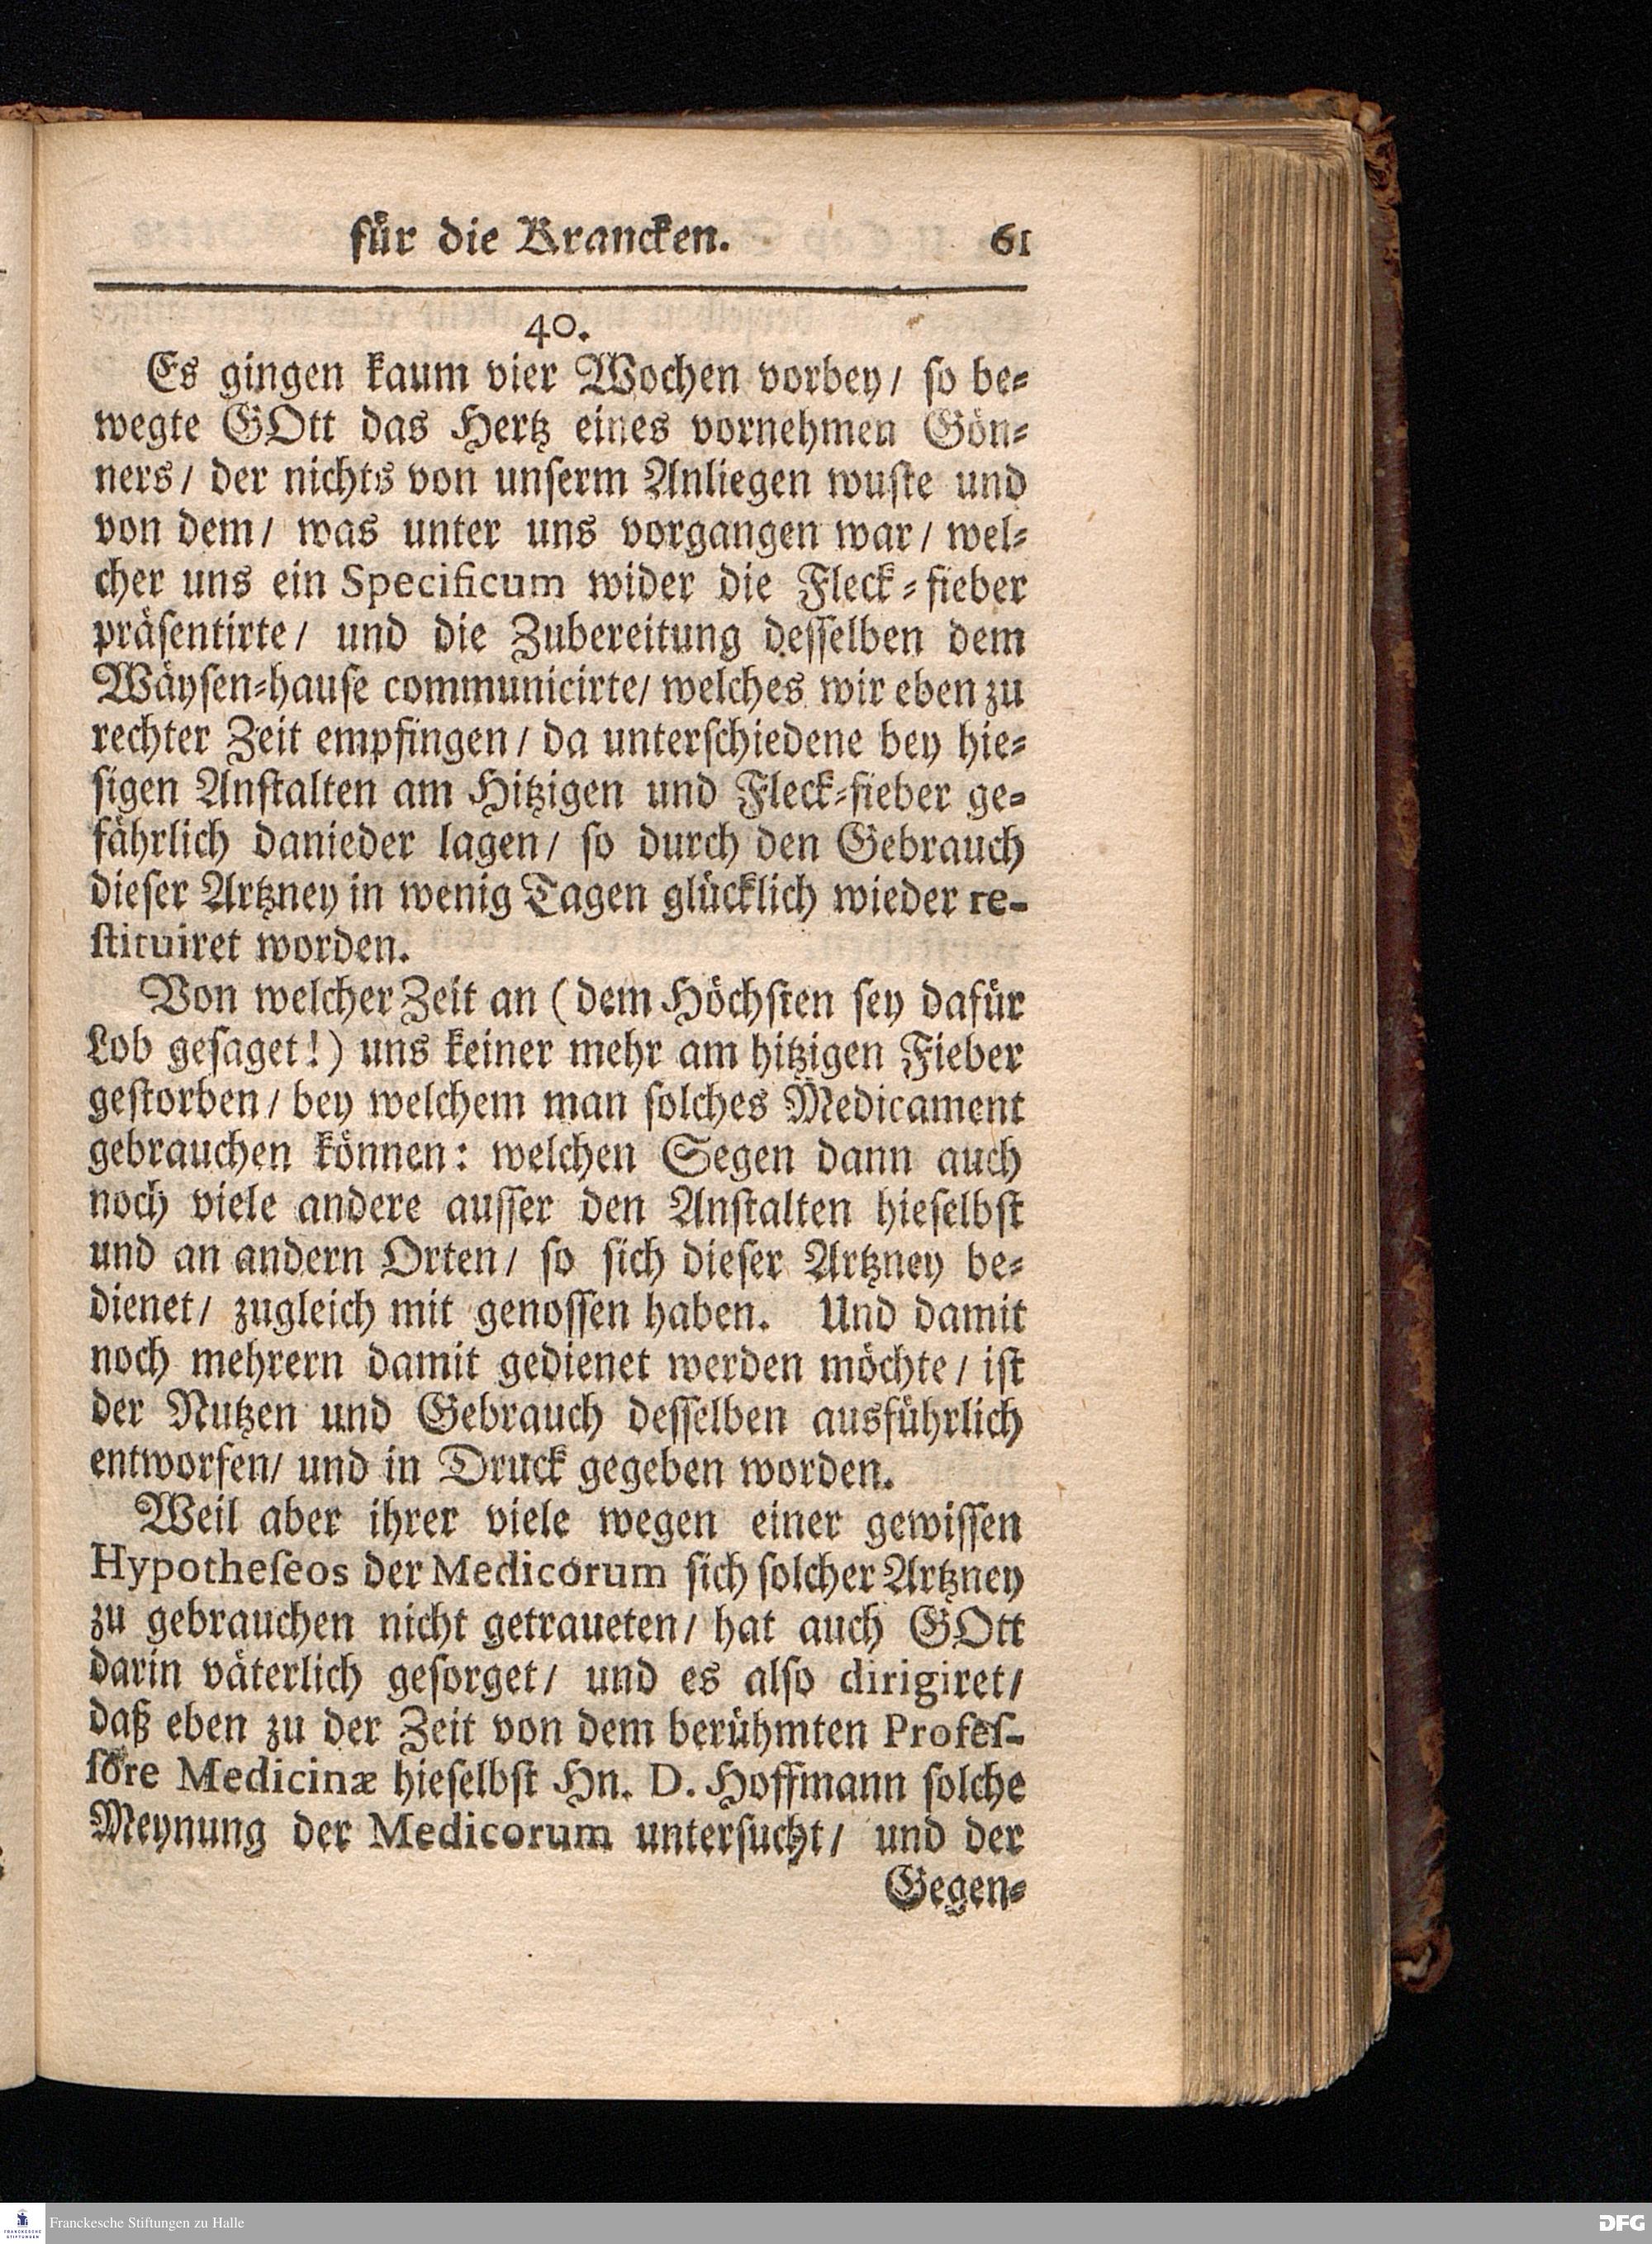 für die Krancken. 61
40.
Es gingen kaum vier Wochen vorbey/ so be-
wegte GOtt das Hertz eines vornehmen Gön-
ners/ der nichts von unserm Anliegen wuste und
von dem/ was unter uns vorgangen war/ wel-
cher uns ein Specificum wider die Fleck-fieber
präsentirte/ und die Zubereitung desselben dem
Wäysen-hause communicirte/ welches wir eben zu
rechter Zeit empfingen/ da unterschiedene bey hie-
sigen Anstalten am Hitzigen und Fleck-fieber ge-
fährlich danieder lagen/ so durch den Gebrauch
dieser Artzney in wenig Tagen glücklich wieder re-
stituiret worden.
Von welcher Zeit an (dem Höchsten sey dafür
Lob gesaget!) uns keiner mehr am hitzigen Fieber
gestorben/ bey welchem man solches Medicament
gebrauchen können: welchen Segen dann auch
noch viele andere ausser den Anstalten hieselbst
und an andern Orten/ so sich dieser Artzney be-
dienet/ zugleich mit genossen haben. Und damit
noch mehrern damit gedienet werden möchte/ ist
der Nutzen und Gebrauch desselben ausführlich
entworfen/ und in Druck gegeben worden.
Weil aber ihrer viele wegen einer gewissen
Hypotheseos der Medicorum sich solcher Artzney
zu gebrauchen nicht getraueten/ hat auch GOtt
darin väterlich gesorget/ und es also dirigiret/
daß eben zu der Zeit von dem berühmten Profes-
sore Medicinæ hieselbst Hn. D. Hoffmann solche
Meynung der Medicorum untersucht/ und der
Gegen-
FRANCKESCHE STIFTUNGEN
Franckesche Stiftungen zu Halle
DFG